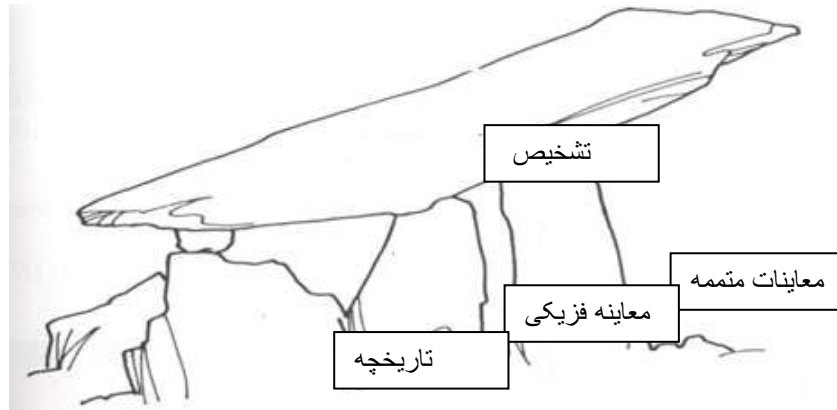 تشخیص
معاینات متممه
معاینه فزیکی
تاریخچه